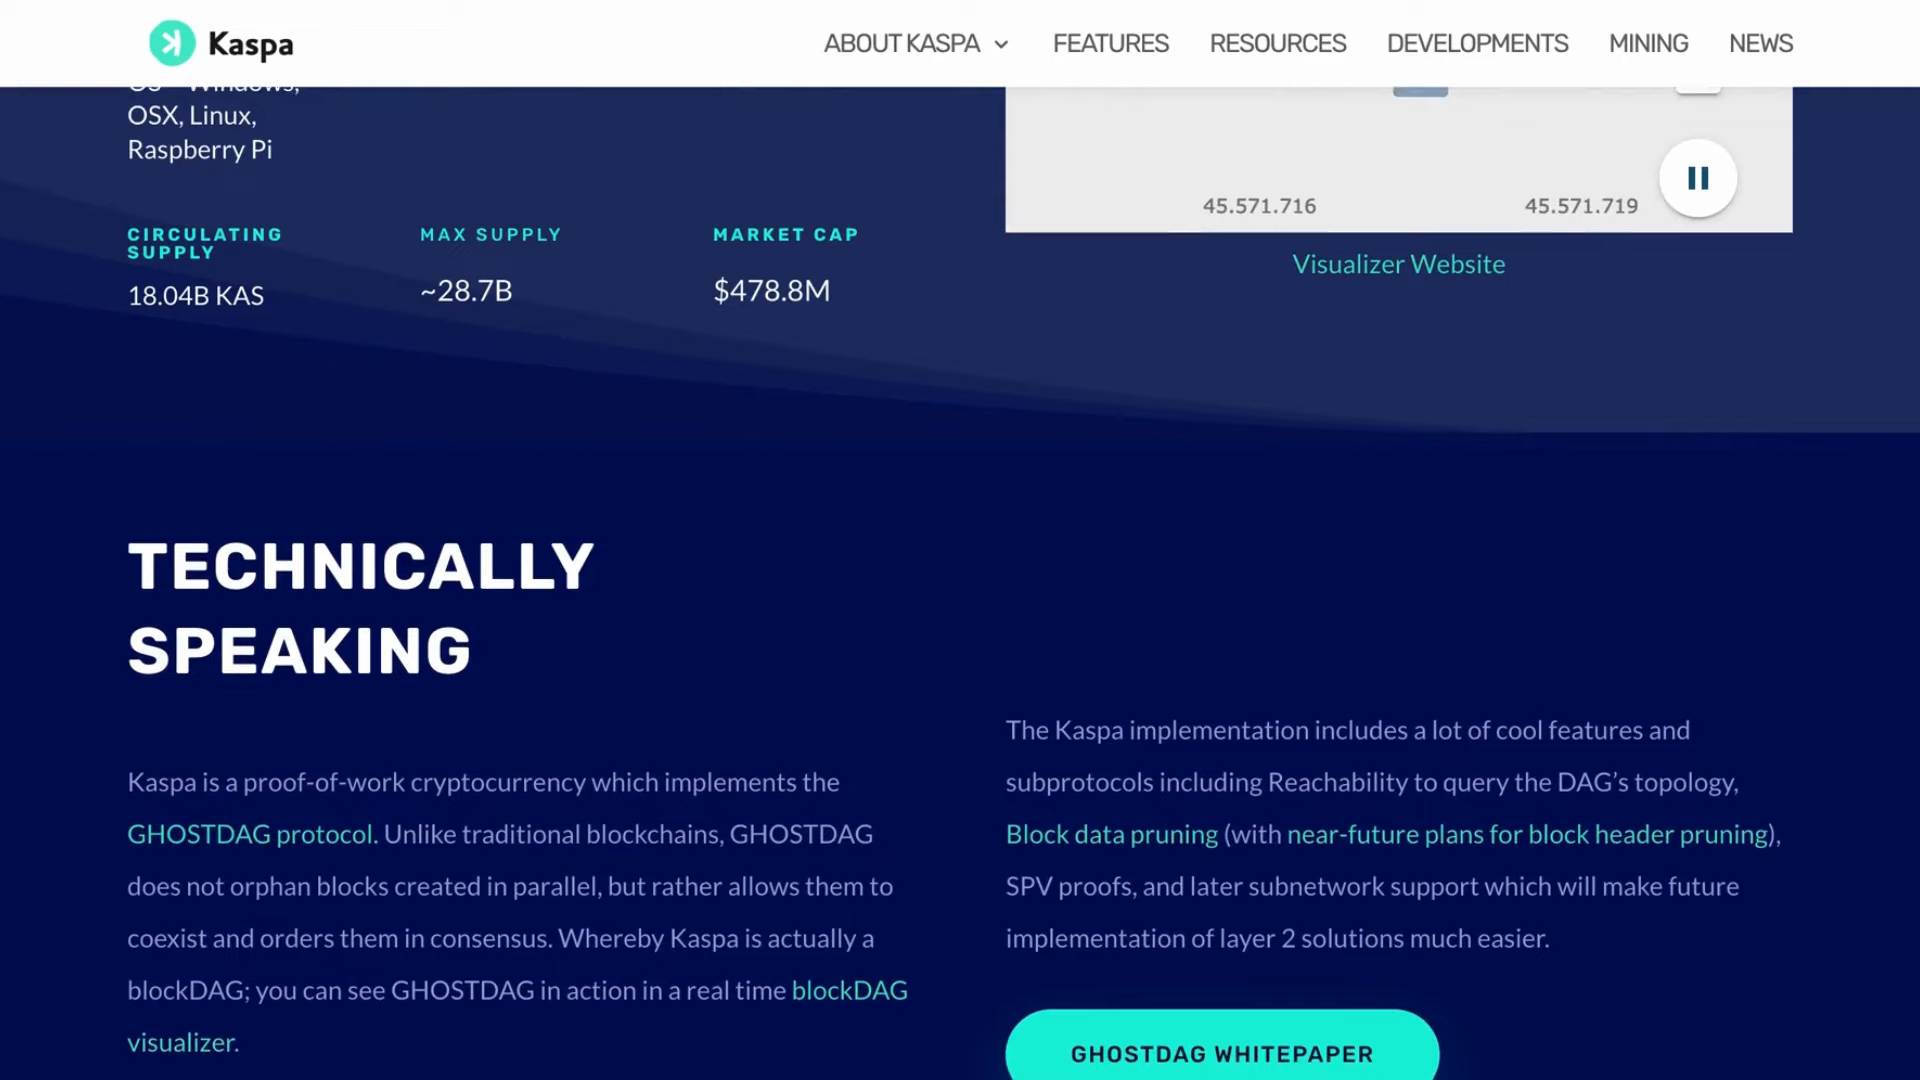 Kaspa
ABOUT KASPA
FEATURES
RESOURCES
DEVELOPMENTS
MINING
NEWS
OS - Windows,
OSX, Linux,
Raspberry Pi
45.571.716
45.571.719
Visualizer Website
CIRCULATING
SUPPLY
18.04B KAS
MAX SUPPLY
~28.7B
MARKET CAP
$478.8M
TECHNICALLY
SPEAKING
Kaspa is a proof-of-work cryptocurrency which implements the
GHOSTDAG protocol. Unlike traditional blockchains, GHOSTDAG
does not orphan blocks created in parallel, but rather allows them to
coexist and orders them in consensus. Whereby Kaspa is actually a
blockDAG; you can see GHOSTDAG in action in a real time blockDAG
visualizer.
The Kaspa implementation includes a lot of cool features and
subprotocols including Reachability to query the DAG’s topology,
Block data pruning (with near-future plans for block header pruning),
SPV proofs, and later subnetwork support which will make future
implementation of layer 2 solutions much easier.
GHOSTDAG WHITEPAPER